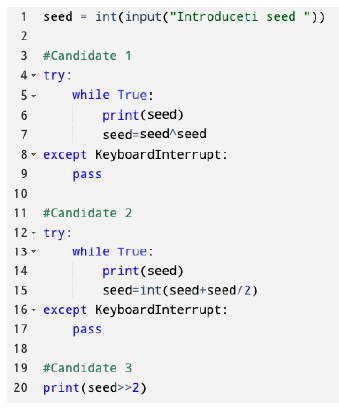 1 seed = int(input("Introduceti seed "))
2
3 #Candidate 1
4 try:
5 while True:
6 print(seed)
7 seed=seed^seed
8 except KeyboardInterrupt:
9 pass
10
11 #Candidate 2
12 try:
13 while True:
14 print(seed)
15 seed=int(seed+seed/2)
16 except KeyboardInterrupt:
17 pass
18
19 #Candidate 3
20 print(seed>>2)